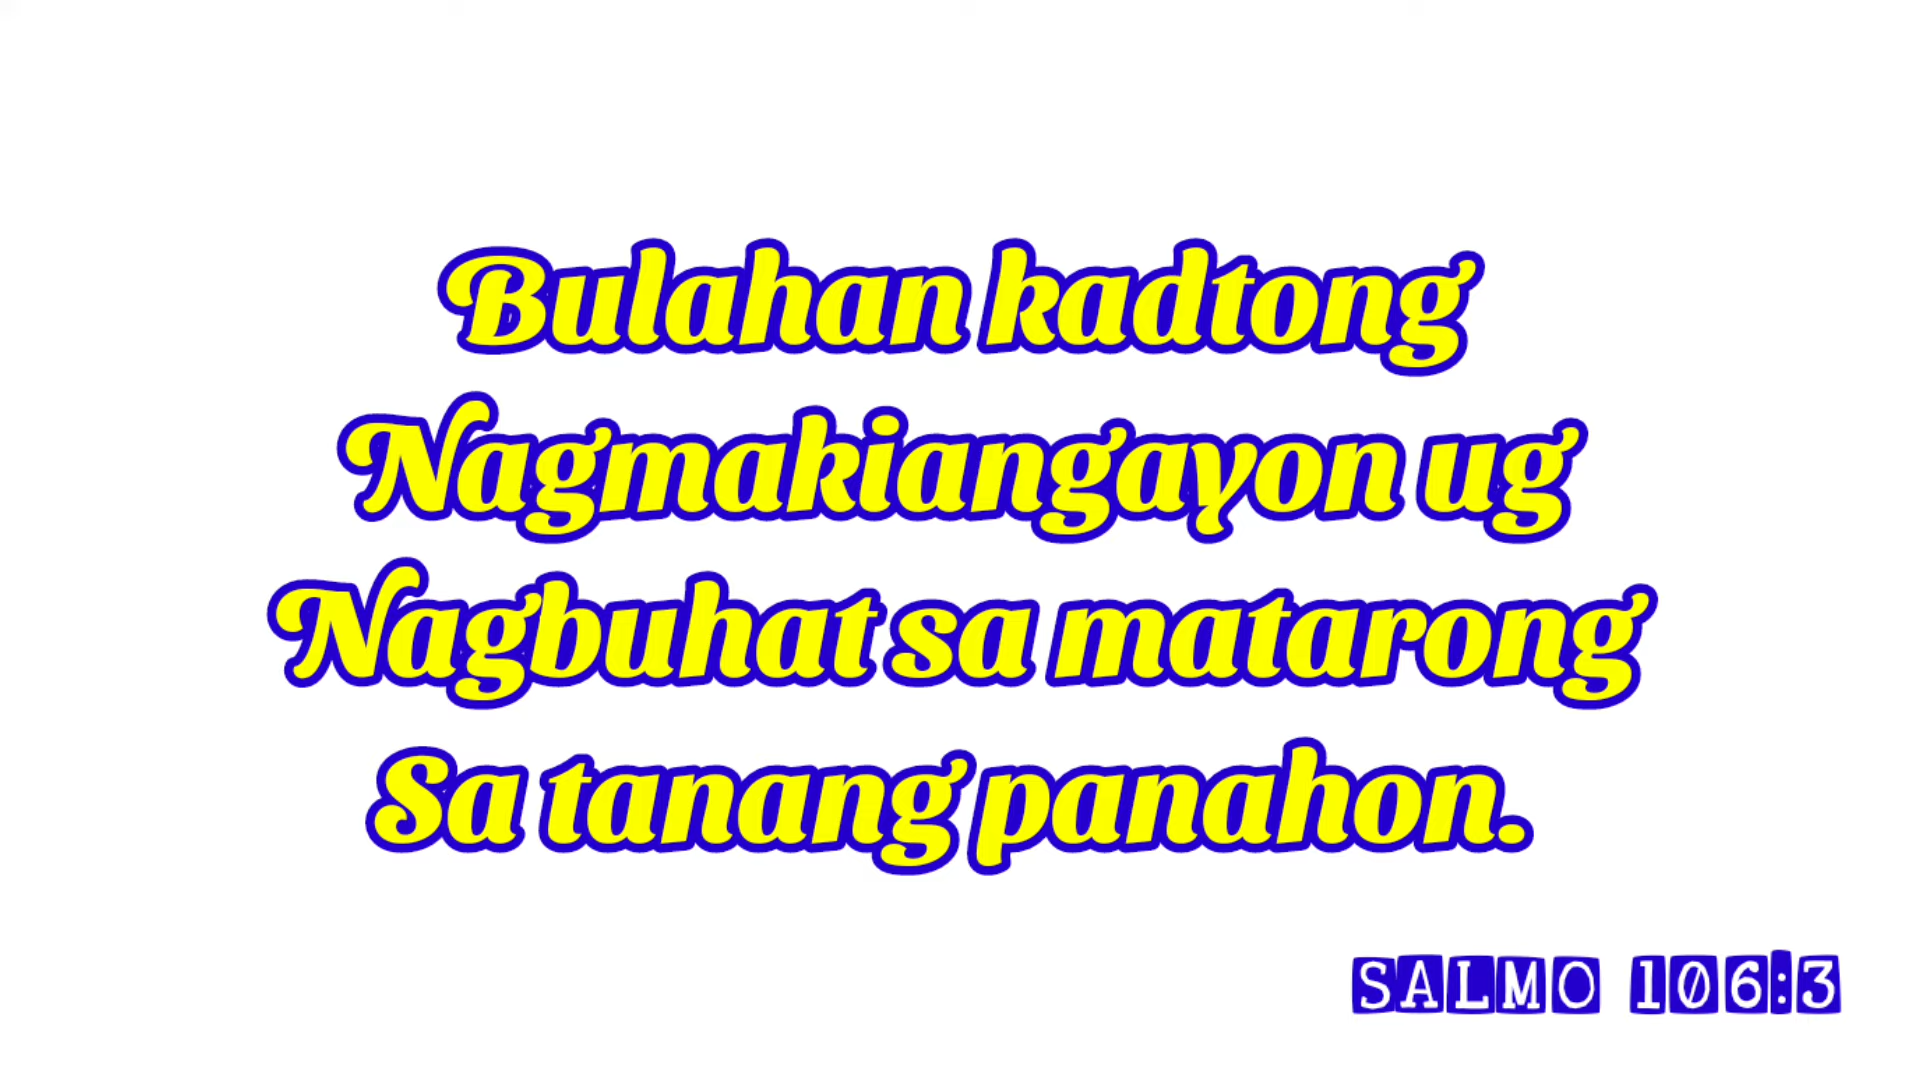 Bulahan kadtong
Nagmakiangayon ug
Nagbuhat sa matarong
Sa tanang panahon.
SALMO 106:3